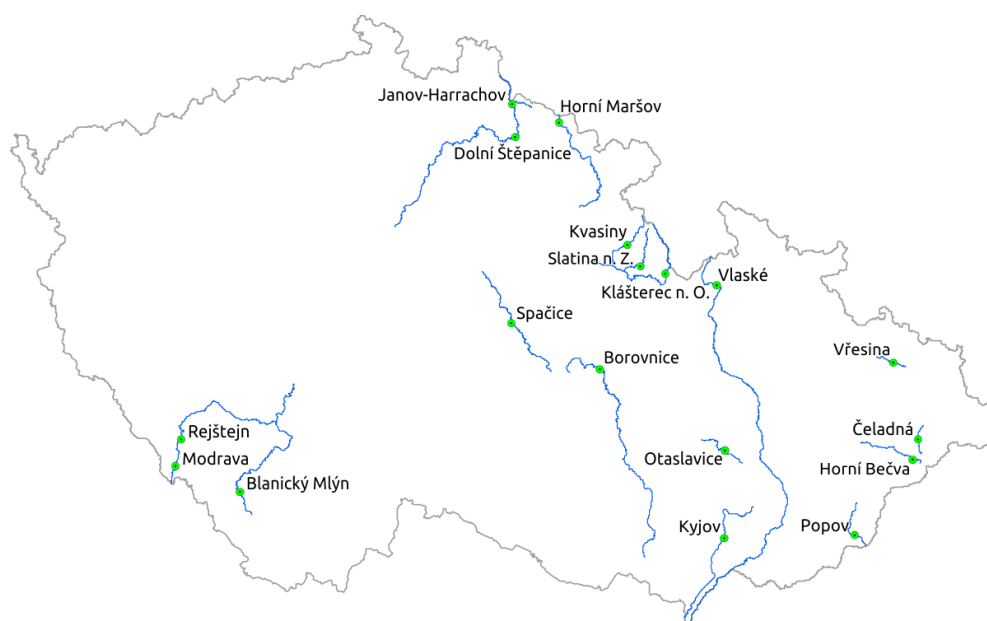 Janov-Harrachov
Horní Maršov
Dolní Štěpanice
Kvasiny
Slatina n. Z.
Klášterec n. O.
Vlaské
Spačice
Borovnice
Vřesina
Rejštejn
Modrava
Blanický Mlýn
Otaslavice
Čeladná
Horní Bečva
Kyjov
Popov